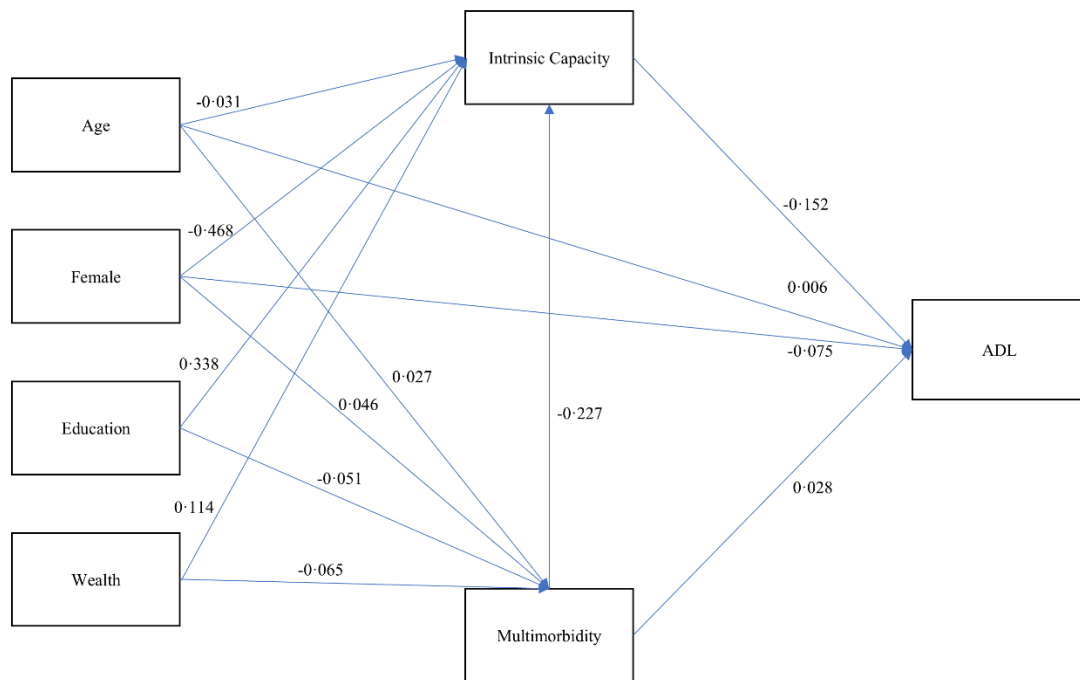 Intrinsic Capacity
-0·031
Age
-0·468
-0·152
Female
0·006
ADL
-0·075
0·338
0·027
0·046
-0·227
Education
-0·051
0·028
0·114
Wealth
-0·065
Multimorbidity